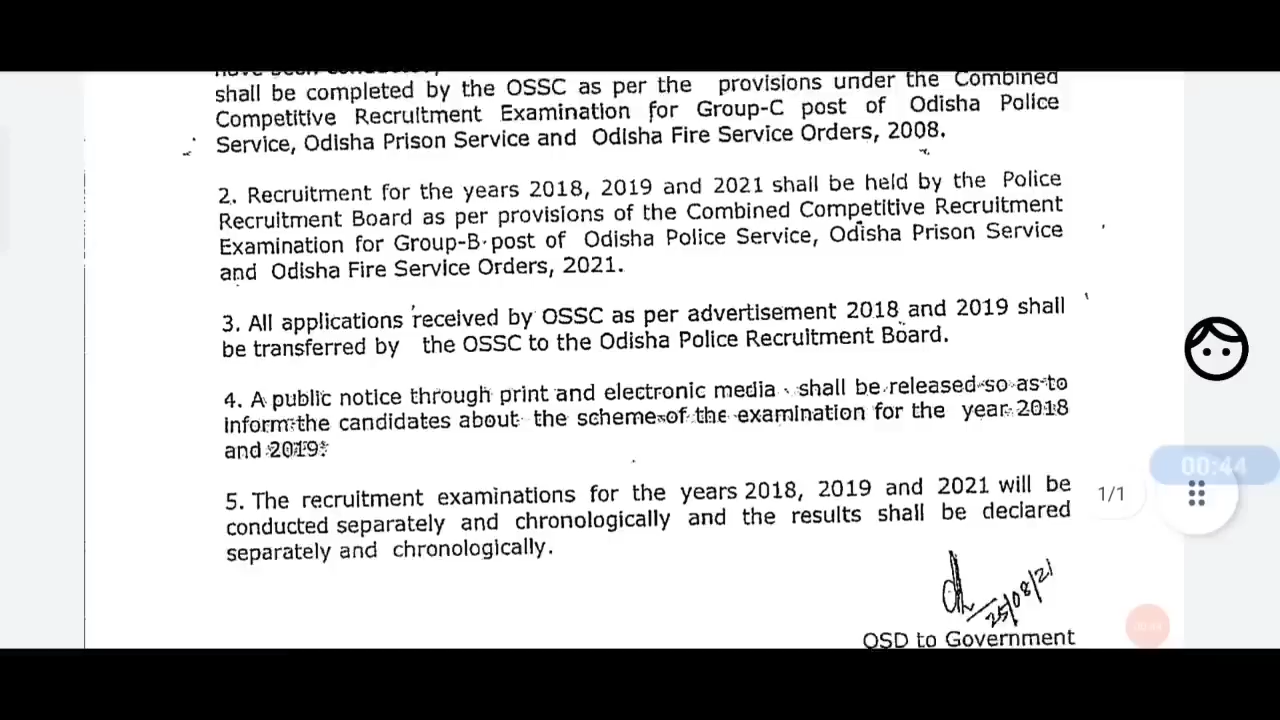 have been conducted,
shall be completed by the OSSC as per the provisions under the Combined
Competitive Recruitment Examination for Group-C post of Odisha Police
Service, Odisha Prison Service and Odisha Fire Service Orders, 2008.
2. Recruitment for the years 2018, 2019 and 2021 shall be held by the Police
Recruitment Board as per provisions of the Combined Competitive Recruitment
Examination for Group-B post of Odisha Police Service, Odisha Prison Service
and Odisha Fire Service Orders, 2021.
3. All applications received by OSSC as per advertisement 2018 and 2019 shall
be transferred by the OSSC to the Odisha Police Recruitment Board.
4. A public notice through print and electronic media shall be released so as to
inform the candidates about the scheme of the examination for the year 2018
and 2019.
00:44
5. The recruitment examinations for the years 2018, 2019 and 2021 will be
1/1
conducted separately and chronologically and the results shall be declared
separately and chronologically.
25/08/21
OSD to Government